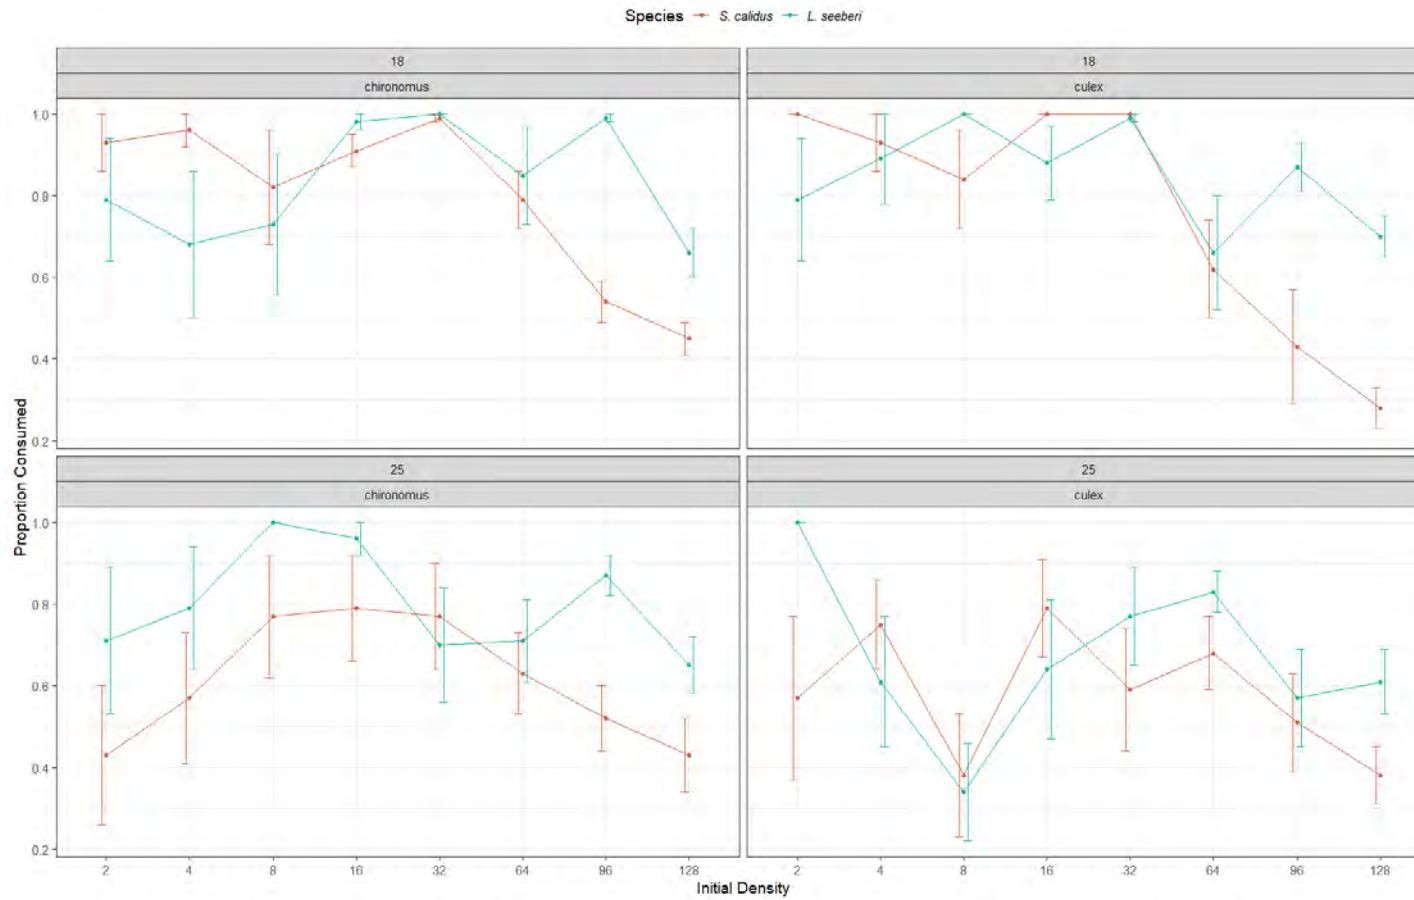 Species S. calidus L. seeberi
18 18
chironomus culex
1.0
0.8
0.6
0.4
0.2
25 25
chironomus culex
Proportion Consumed
1.0
0.8
0.6
0.4
0.2
2 4 8 16 32 64 96 128 2 4 8 16 32 64 96 128
Initial Density